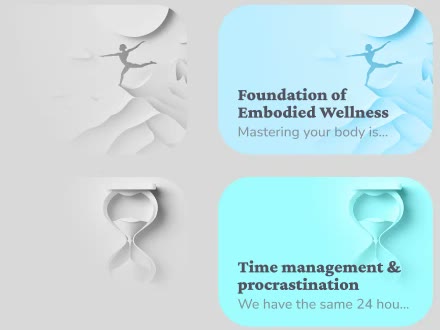 Foundation of
Embodied Wellness
Mastering your body is...
Time management &
procrastination
We have the same 24 hou...